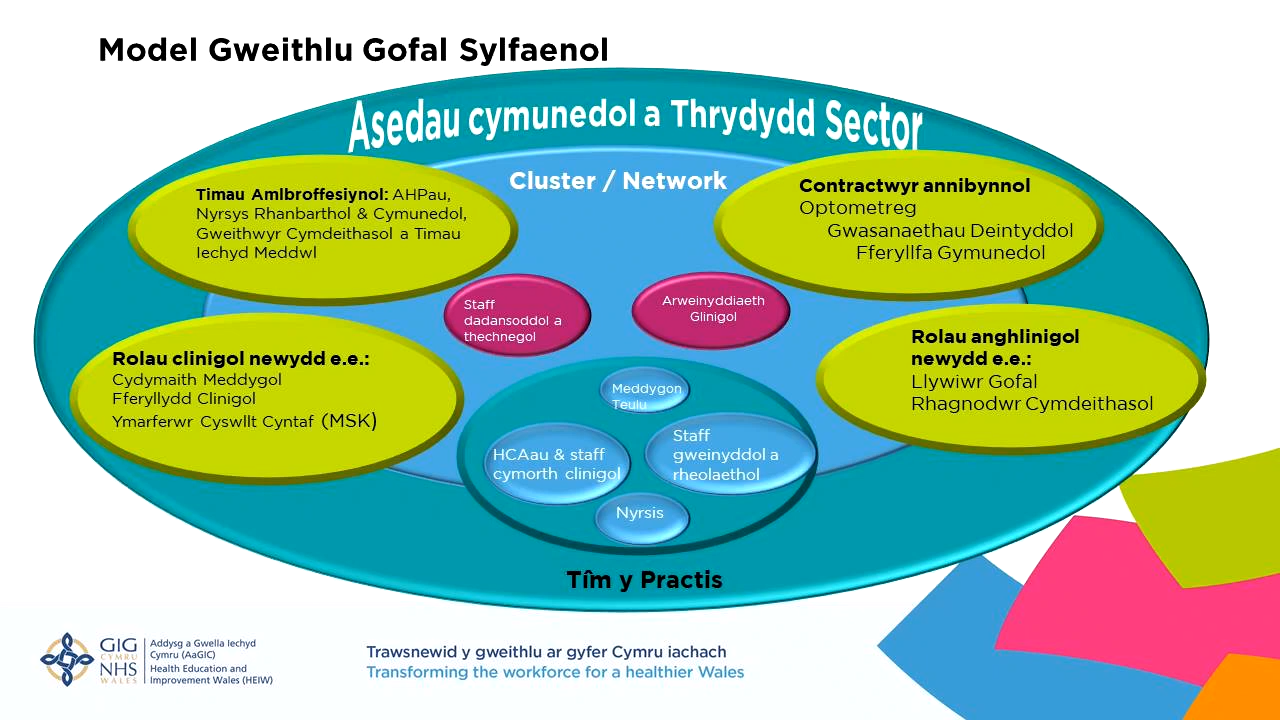 Model Gweithlu Gofal Sylfaenol
Asedau cymunedol a Thrydydd Sector
Cluster / Network
Timau Amlbroffesiynol: AHPau,
Nyrsys Rhanbarthol & Cymunedol,
Gweithwyr Cymdeithasol a Timau
Iechyd Meddwl
Contractwyr annibynnol
Optometreg
Gwasanaethau Deintyddol
Fferyllfa Gymunedol
Staff
dadansoddol a
thechnegol
Arweinyddiaeth
Glinigol
Rolau clinigol newydd e.e.:
Cydymaith Meddygol
Fferyllydd Clinigol
Ymarferwr Cyswllt Cyntaf (MSK)
Rolau anghlinigol
newydd e.e.:
Llywiwr Gofal
Rhagnodwr Cymdeithasol
Meddygon
Teulu
HCAau & staff
cymorth clinigol
Staff
gweinyddol a
rheolaethol
Nyrsis
Tîm y Practis
GIG
CYMRU
NHS
WALES
Addysg a Gwella Iechyd
Cymru (AaGIC)
Health Education and
Improvement Wales (HEIW)
Trawsnewid y gweithlu ar gyfer Cymru iachach
Transforming the workforce for a healthier Wales